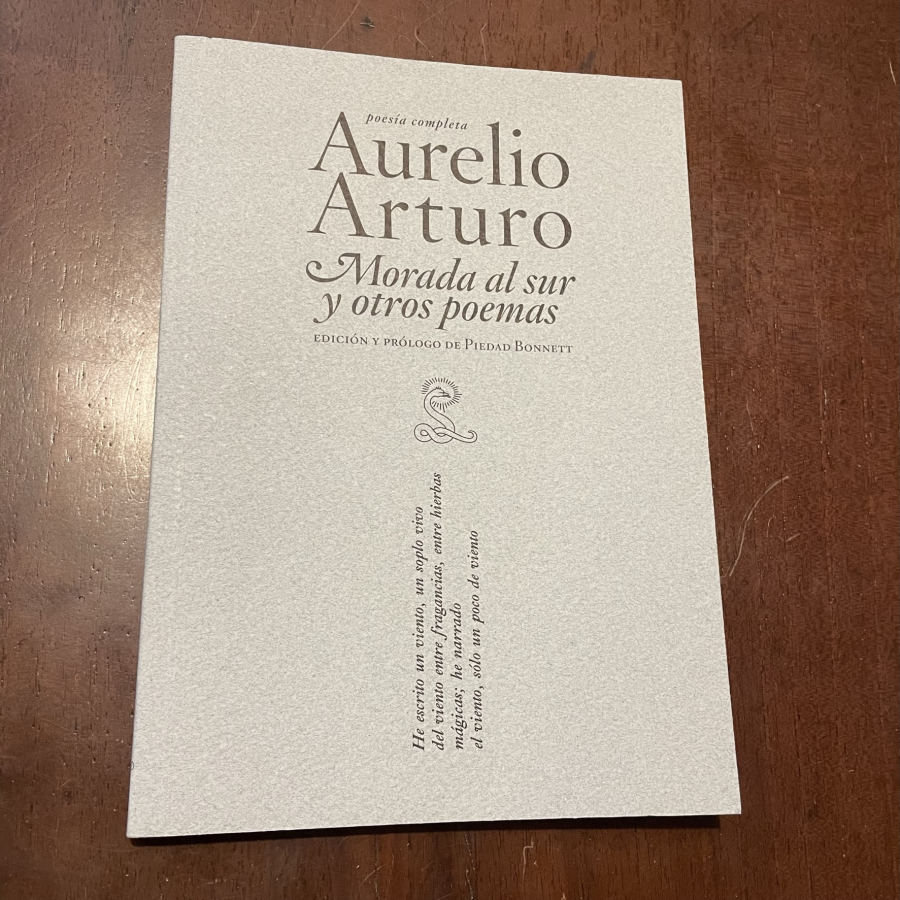 poesía completa
Aurelio
Arturo
Morada al sur
y otros poemas
EDICIÓN Y PRÓLOGO DE PIEDAD BONNETT
He escrito un viento, un soplo vivo
del viento entre fragancias, entre hierbas
mágicas; he narrado
el viento, sólo un poco de viento